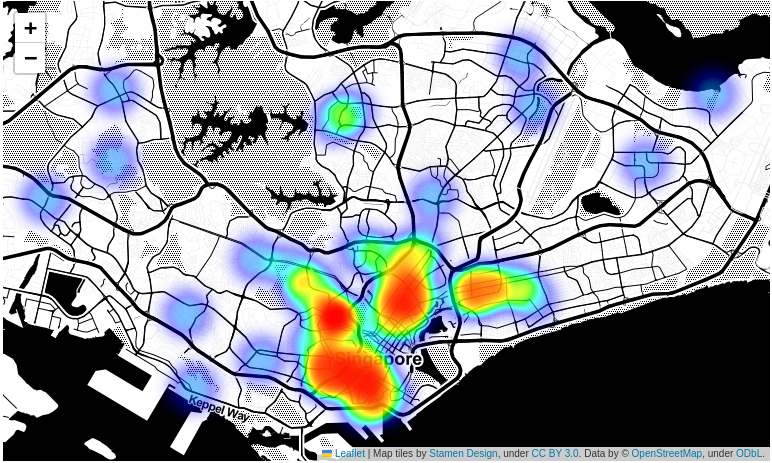 +
−
Singapore
Keppel Way
Leaflet | Map tiles by Stamen Design, under CC BY 3.0. Data by © OpenStreetMap, under ODbL.